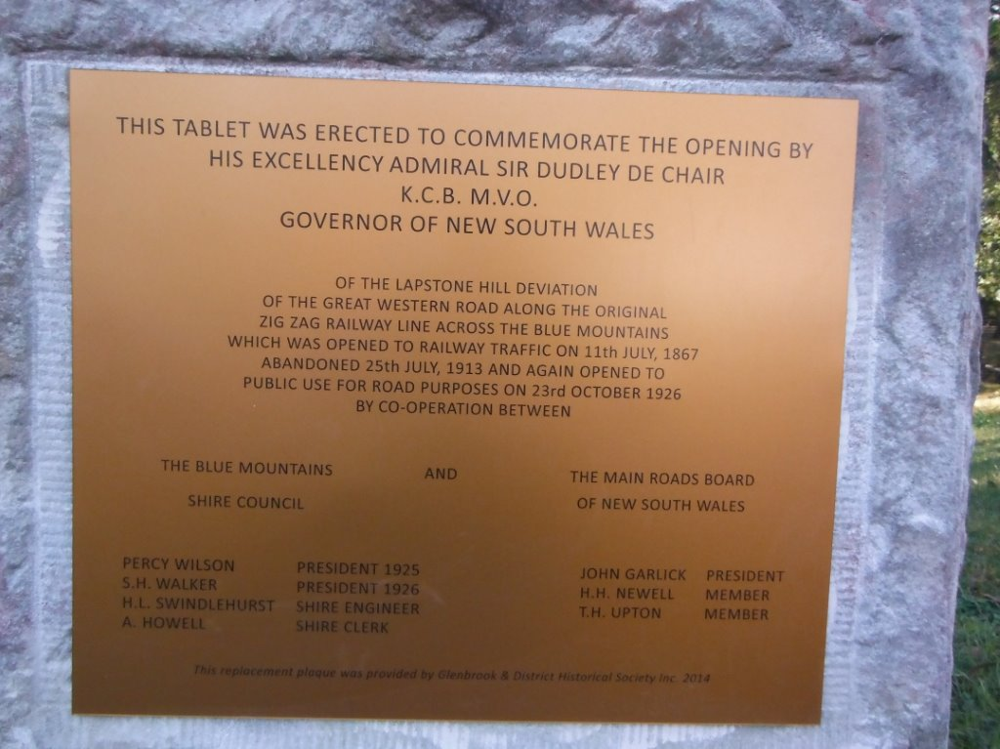 THIS TABLET WAS ERECTED TO COMMEMORATE THE OPENING BY
HIS EXCELLENCY ADMIRAL SIR DUDLEY DE CHAIR
K.C.B. M.V.O.
GOVERNOR OF NEW SOUTH WALES
OF THE LAPSTONE HILL DEVIATION
OF THE GREAT WESTERN ROAD ALONG THE ORIGINAL
ZIG ZAG RAILWAY LINE ACROSS THE BLUE MOUNTAINS
WHICH WAS OPENED TO RAILWAY TRAFFIC ON 11th JULY, 1867
ABANDONED 25th JULY, 1913 AND AGAIN OPENED TO
PUBLIC USE FOR ROAD PURPOSES ON 23rd OCTOBER 1926
BY CO-OPERATION BETWEEN
THE BLUE MOUNTAINS AND THE MAIN ROADS BOARD
SHIRE COUNCIL OF NEW SOUTH WALES
PERCY WILSON PRESIDENT 1925 JOHN GARLICK PRESIDENT
S.H. WALKER PRESIDENT 1926 H.H. NEWELL MEMBER
H.L. SWINDLEHURST SHIRE ENGINEER T.H. UPTON MEMBER
A. HOWELL SHIRE CLERK
This replacement plaque was provided by Glenbrook & District Historical Society Inc. 2014